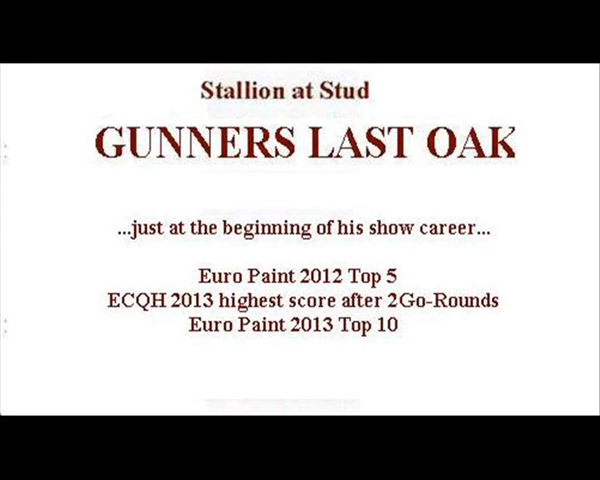 Stallion at Stud
GUNNERS LAST OAK
...just at the beginning of his show career...
Euro Paint 2012 Top 5
ECQH 2013 highest score after 2Go-Rounds
Euro Paint 2013 Top 10